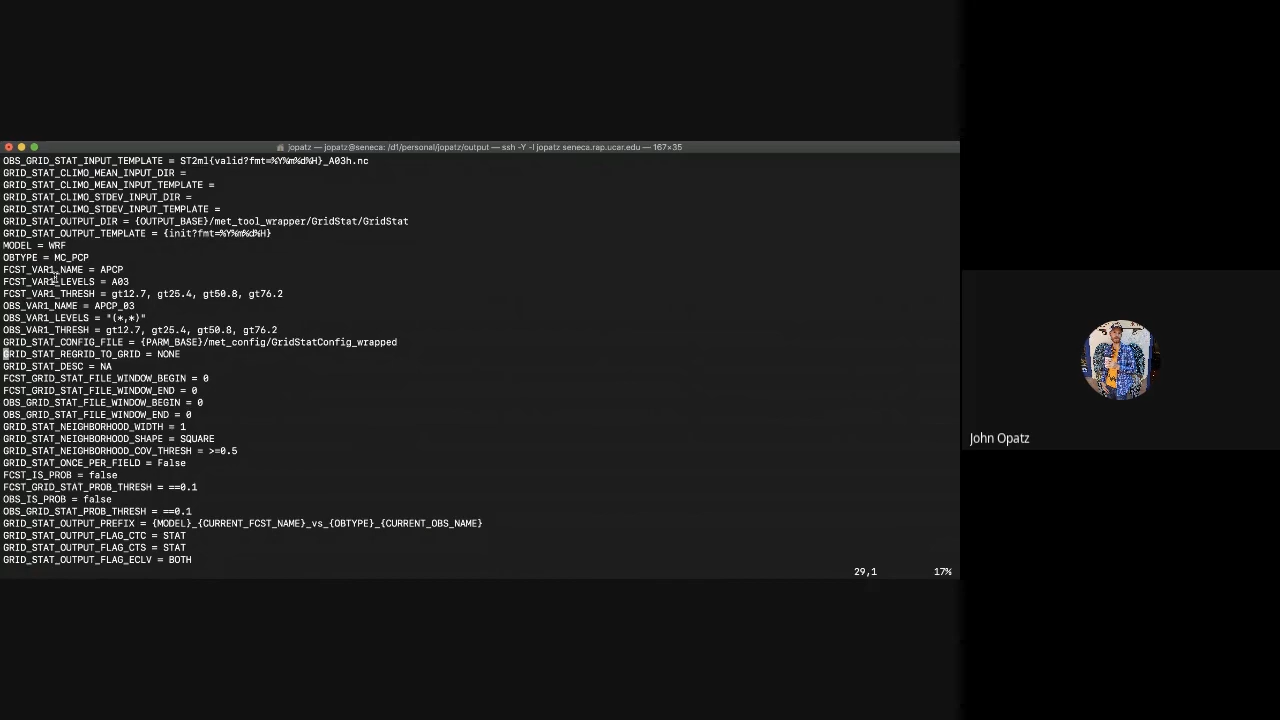 jopatz — jopatz@seneca: /d1/personal/jopatz/output — ssh -Y -l jopatz seneca.rap.ucar.edu — 167×35
OBS_GRID_STAT_INPUT_TEMPLATE = ST2ml{valid?fmt=%Y%m%d%H}_A03h.nc
GRID_STAT_CLIMO_MEAN_INPUT_DIR =
GRID_STAT_CLIMO_MEAN_INPUT_TEMPLATE =
GRID_STAT_CLIMO_STDEV_INPUT_DIR =
GRID_STAT_CLIMO_STDEV_INPUT_TEMPLATE =
GRID_STAT_OUTPUT_DIR = {OUTPUT_BASE}/met_tool_wrapper/GridStat/GridStat
GRID_STAT_OUTPUT_TEMPLATE = {init?fmt=%Y%m%d%H}
MODEL = WRF
OBTYPE = MC_PCP
FCST_VAR1_NAME = APCP
FCST_VAR1_LEVELS = A03
FCST_VAR1_THRESH = gt12.7, gt25.4, gt50.8, gt76.2
OBS_VAR1_NAME = APCP_03
OBS_VAR1_LEVELS = "(*,*)"
OBS_VAR1_THRESH = gt12.7, gt25.4, gt50.8, gt76.2
GRID_STAT_CONFIG_FILE = {PARM_BASE}/met_config/GridStatConfig_wrapped
GRID_STAT_REGRID_TO_GRID = NONE
GRID_STAT_DESC = NA
FCST_GRID_STAT_FILE_WINDOW_BEGIN = 0
FCST_GRID_STAT_FILE_WINDOW_END = 0
OBS_GRID_STAT_FILE_WINDOW_BEGIN = 0
OBS_GRID_STAT_FILE_WINDOW_END = 0
GRID_STAT_NEIGHBORHOOD_WIDTH = 1
GRID_STAT_NEIGHBORHOOD_SHAPE = SQUARE
GRID_STAT_NEIGHBORHOOD_COV_THRESH = >=0.5
GRID_STAT_ONCE_PER_FIELD = False
FCST_IS_PROB = false
FCST_GRID_STAT_PROB_THRESH = ==0.1
OBS_IS_PROB = false
OBS_GRID_STAT_PROB_THRESH = ==0.1
GRID_STAT_OUTPUT_PREFIX = {MODEL}_{CURRENT_FCST_NAME}_vs_{OBTYPE}_{CURRENT_OBS_NAME}
GRID_STAT_OUTPUT_FLAG_CTC = STAT
GRID_STAT_OUTPUT_FLAG_CTS = STAT
GRID_STAT_OUTPUT_FLAG_ECLV = BOTH
29,1 17%
John Opatz